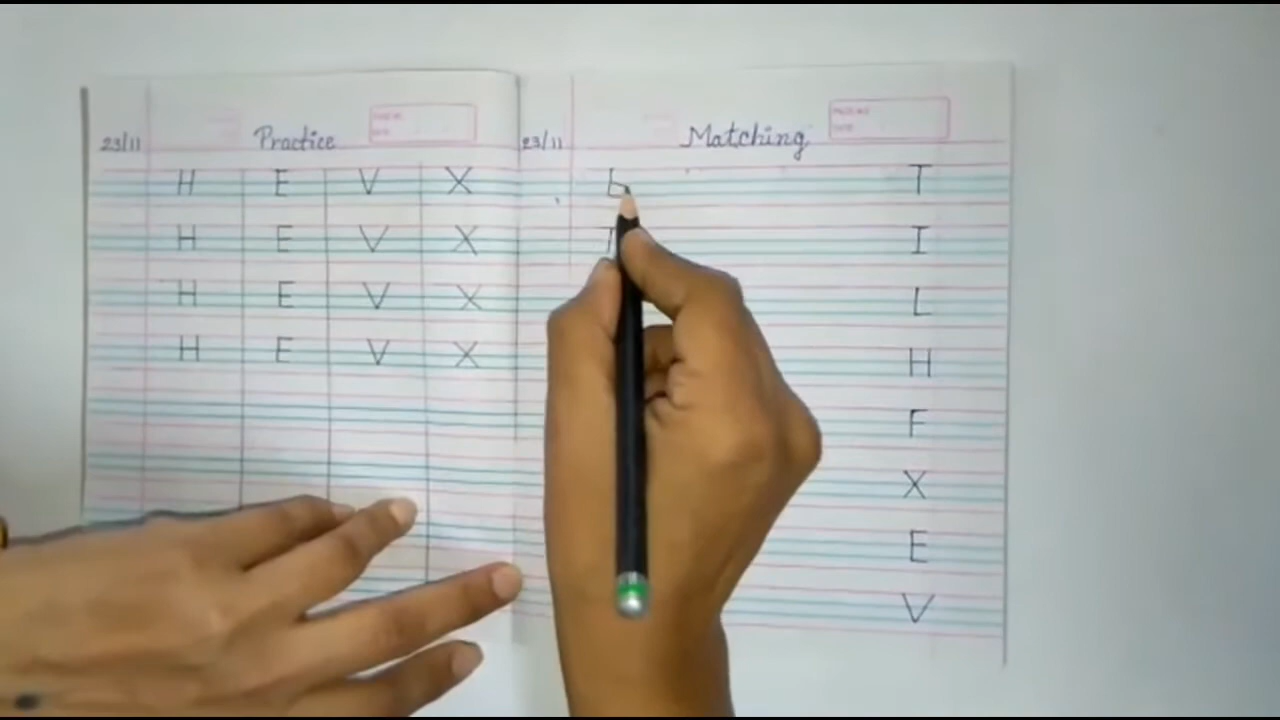 23/11 Practice
H E V X
H E V X
H E V X
H E V X
23/11 Matching
L T
I
L
H
F
X
E
V